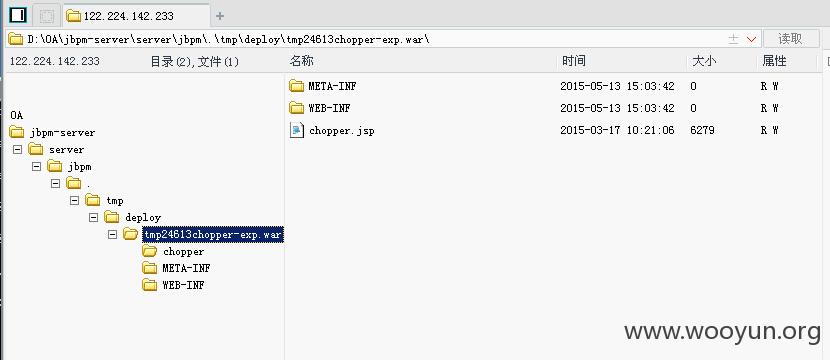 122.224.142.233
D:\OA\jbpm-server\server\jbpm\.\tmp\deploy\tmp24613chopper-exp.war\
读取
122.224.142.233 目录(2),文件(1)
名称 时间 大小 属性
META-INF 2015-05-13 15:03:42 0 R W
WEB-INF 2015-05-13 15:03:42 0 R W
chopper.jsp 2015-03-17 10:21:06 6279 R W
OA
jbpm-server
server
jbpm
.
tmp
deploy
tmp24613chopper-exp.war
chopper
META-INF
WEB-INF
www.wooyun.org